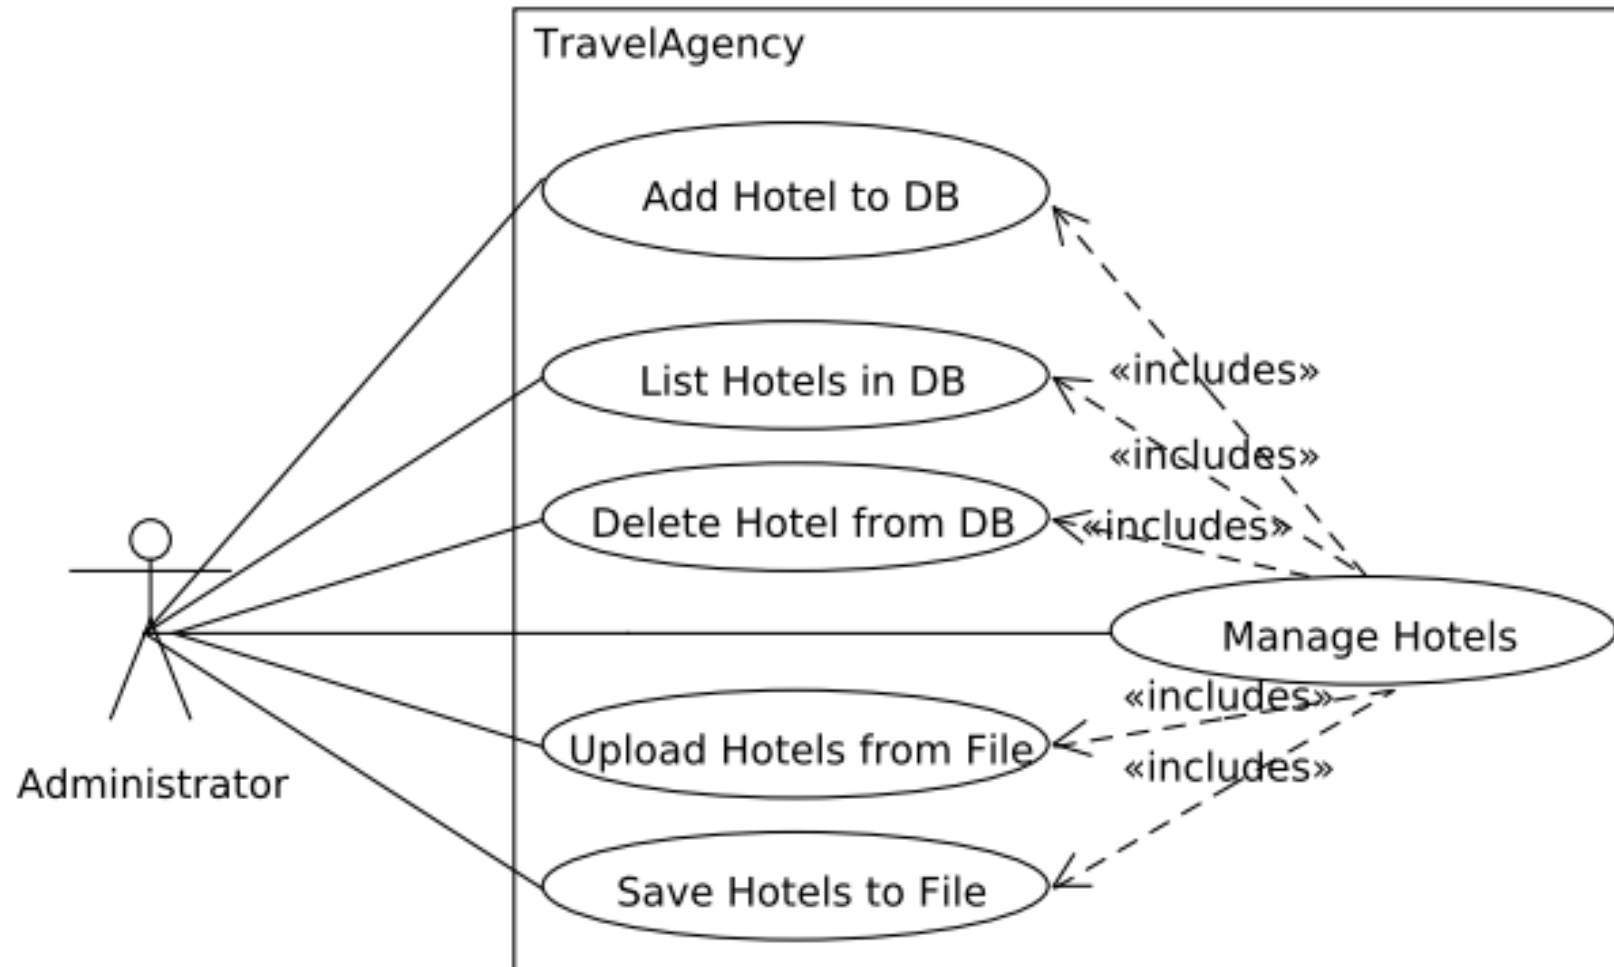 TravelAgency
Add Hotel to DB
«includes»
List Hotels in DB
«includes»
Delete Hotel from DB
«includes»
Manage Hotels
«includes»
Upload Hotels from File
«includes»
Administrator
Save Hotels to File